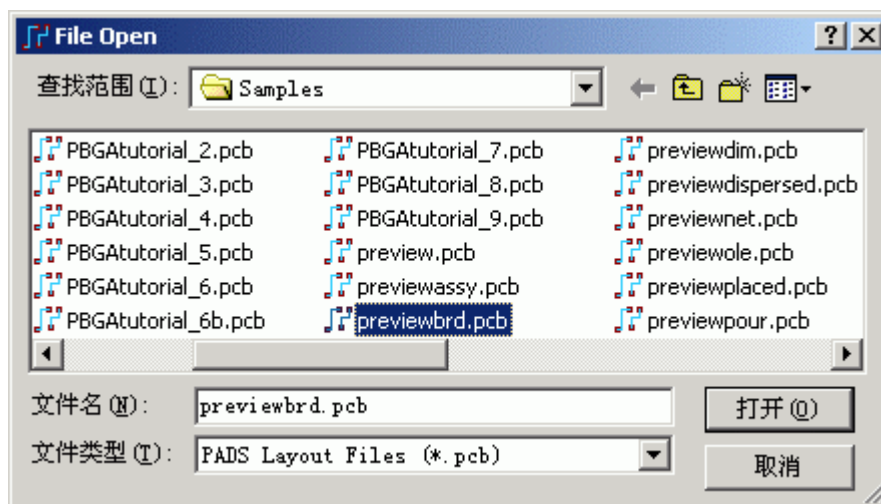 File Open
查找范围(I): Samples
PBGAtutorial_2.pcb PBGAtutorial_7.pcb previewdim.pcb
PBGAtutorial_3.pcb PBGAtutorial_8.pcb previewdispersed.pcb
PBGAtutorial_4.pcb PBGAtutorial_9.pcb previewnet.pcb
PBGAtutorial_5.pcb preview.pcb previewole.pcb
PBGAtutorial_6.pcb previewassy.pcb previewplaced.pcb
PBGAtutorial_6b.pcb previewbrd.pcb previewpour.pcb
文件名(N): previewbrd.pcb 打开(O)
文件类型(T): PADS Layout Files (*.pcb)
取消